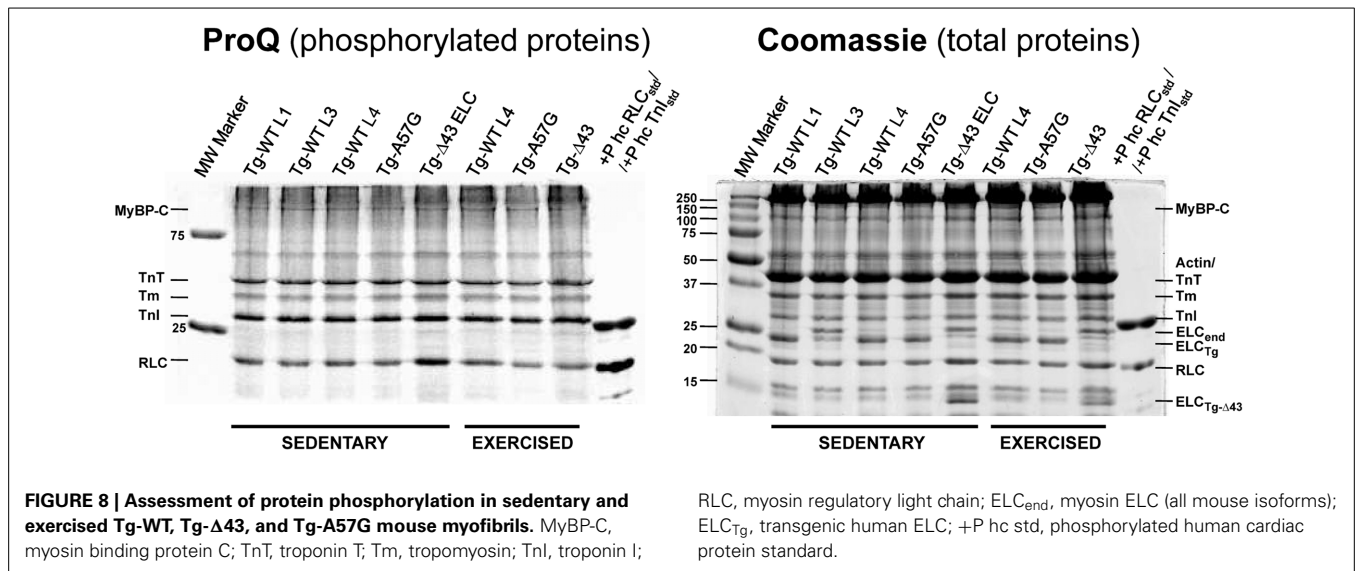 ProQ (phosphorylated proteins)
MW Marker
Tg-WT L1
Tg-WT L3
Tg-WT L4
Tg-A57G
Tg-Δ43 ELC
Tg-WT L4
Tg-A57G
Tg-Δ43
+P hc RLCstd/
/+P hc TnIstd
MyBP-C
75
TnT
Tm
TnI
25
RLC
SEDENTARY
EXERCISED
Coomassie (total proteins)
MW Marker
Tg-WT L1
Tg-WT L3
Tg-WT L4
Tg-A57G
Tg-Δ43 ELC
Tg-WT L4
Tg-A57G
Tg-Δ43
+P hc RLCstd/
/+P hc TnIstd
250
150
100
75
50
37
25
20
15
MyBP-C
Actin/
TnT
Tm
TnI
ELCend
ELCTg
RLC
ELCTg-Δ43
SEDENTARY
EXERCISED
FIGURE 8 | Assessment of protein phosphorylation in sedentary and
exercised Tg-WT, Tg-Δ43, and Tg-A57G mouse myofibrils. MyBP-C,
myosin binding protein C; TnT, troponin T; Tm, tropomyosin; TnI, troponin I;
RLC, myosin regulatory light chain; ELCend, myosin ELC (all mouse isoforms);
ELCTg, transgenic human ELC; +P hc std, phosphorylated human cardiac
protein standard.